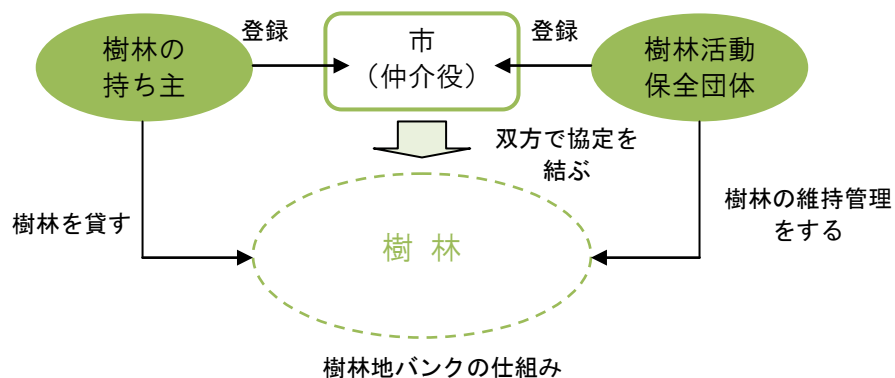 樹林の
持ち主
登録
市
（仲介役）
登録
樹林活動
保全団体
双方で協定を
結ぶ
樹林を貸す
樹林の維持管理
をする
樹 林
樹林地バンクの仕組み